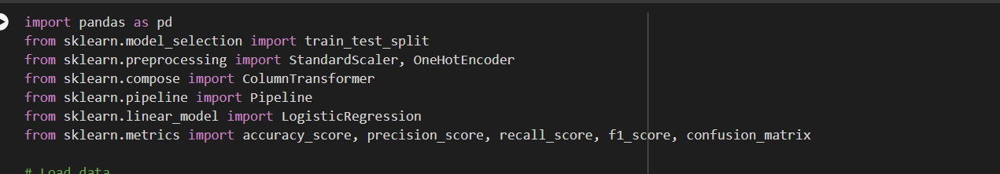 import pandas as pd
from sklearn.model_selection import train_test_split
from sklearn.preprocessing import StandardScaler, OneHotEncoder
from sklearn.compose import ColumnTransformer
from sklearn.pipeline import Pipeline
from sklearn.linear_model import LogisticRegression
from sklearn.metrics import accuracy_score, precision_score, recall_score, f1_score, confusion_matrix
# Load data